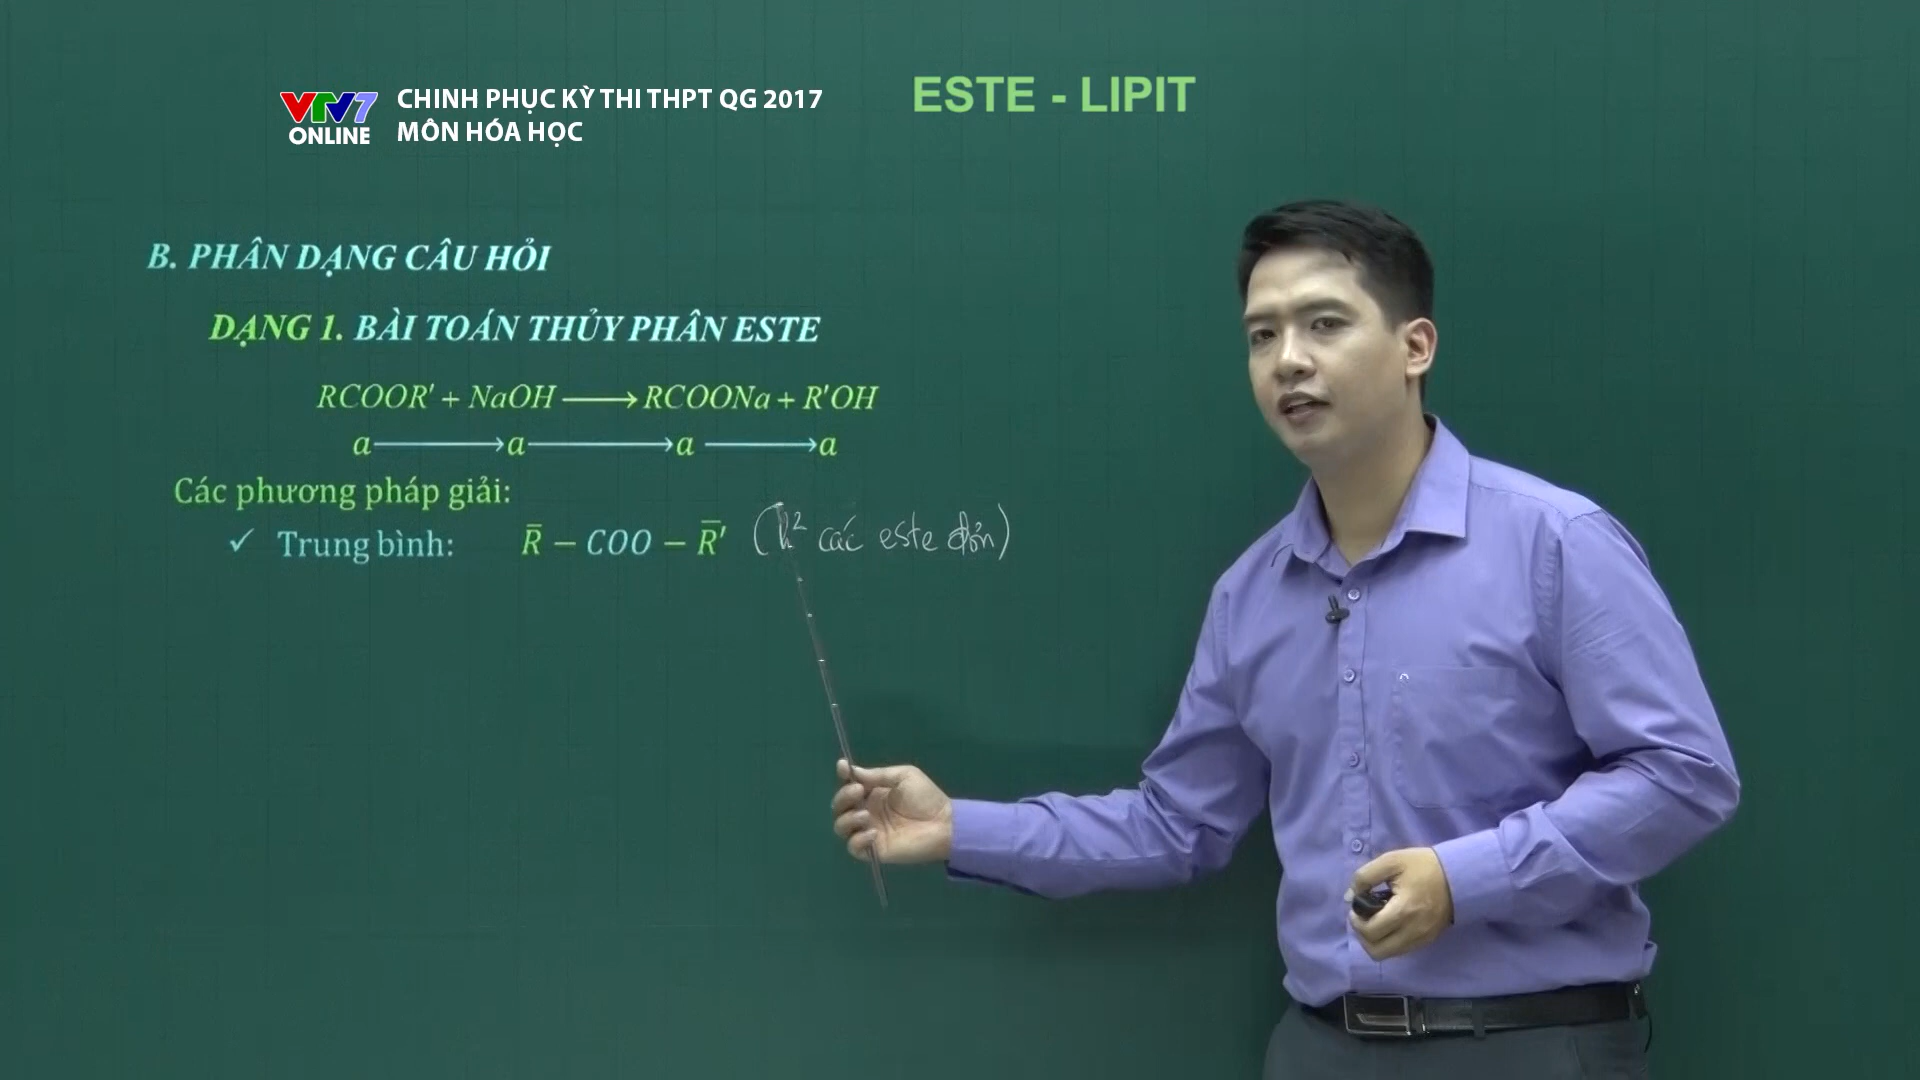 VTV7
ONLINE
CHINH PHỤC KỲ THI THPT QG 2017
MÔN HÓA HỌC
ESTE - LIPIT
B. PHÂN DẠNG CÂU HỎI
DẠNG 1. BÀI TOÁN THỦY PHÂN ESTE
RCOOR' + NaOH ⟶ RCOONa + R'OH
a ⟶ a ⟶ a ⟶ a
Các phương pháp giải:
✓ Trung bình: R̄ − COO − R̄' (h² các este đơn)